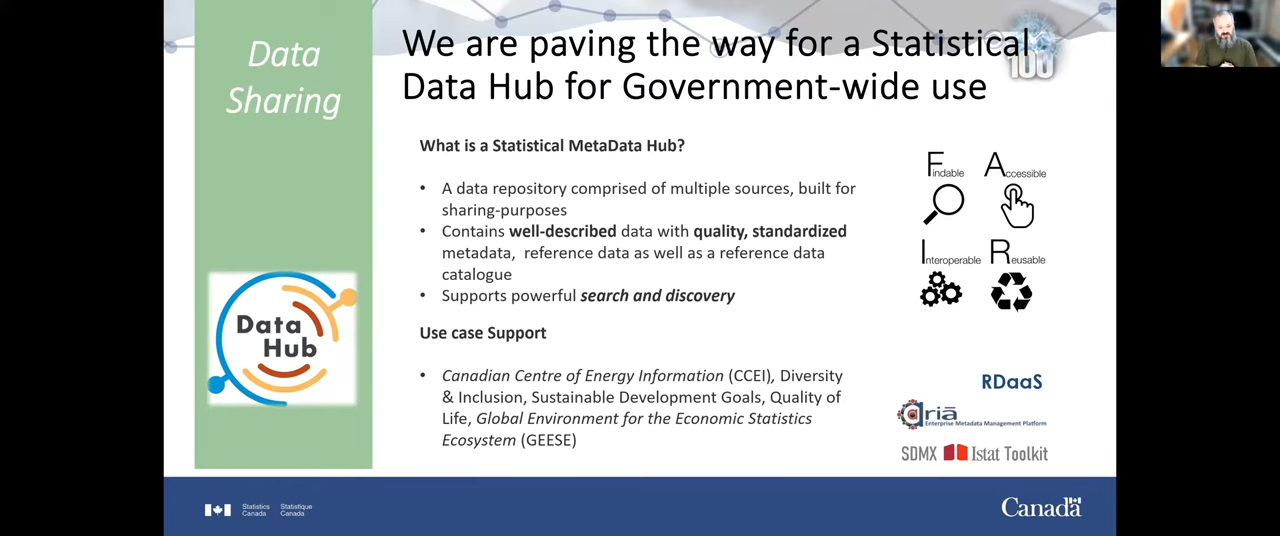 Data
Sharing
We are paving the way for a Statistical
Data Hub for Government-wide use
100
What is a Statistical MetaData Hub?
• A data repository comprised of multiple sources, built for
sharing-purposes
• Contains well-described data with quality, standardized
metadata, reference data as well as a reference data
catalogue
• Supports powerful search and discovery
Use case Support
• Canadian Centre of Energy Information (CCEI), Diversity
& Inclusion, Sustainable Development Goals, Quality of
Life, Global Environment for the Economic Statistics
Ecosystem (GEESE)
Data
Hub
Findable Accessible
Interoperable Reusable
RDaaS
aria
Enterprise Metadata Management Platform
SDMX Istat Toolkit
Statistics Statistique
Canada Canada
Canada